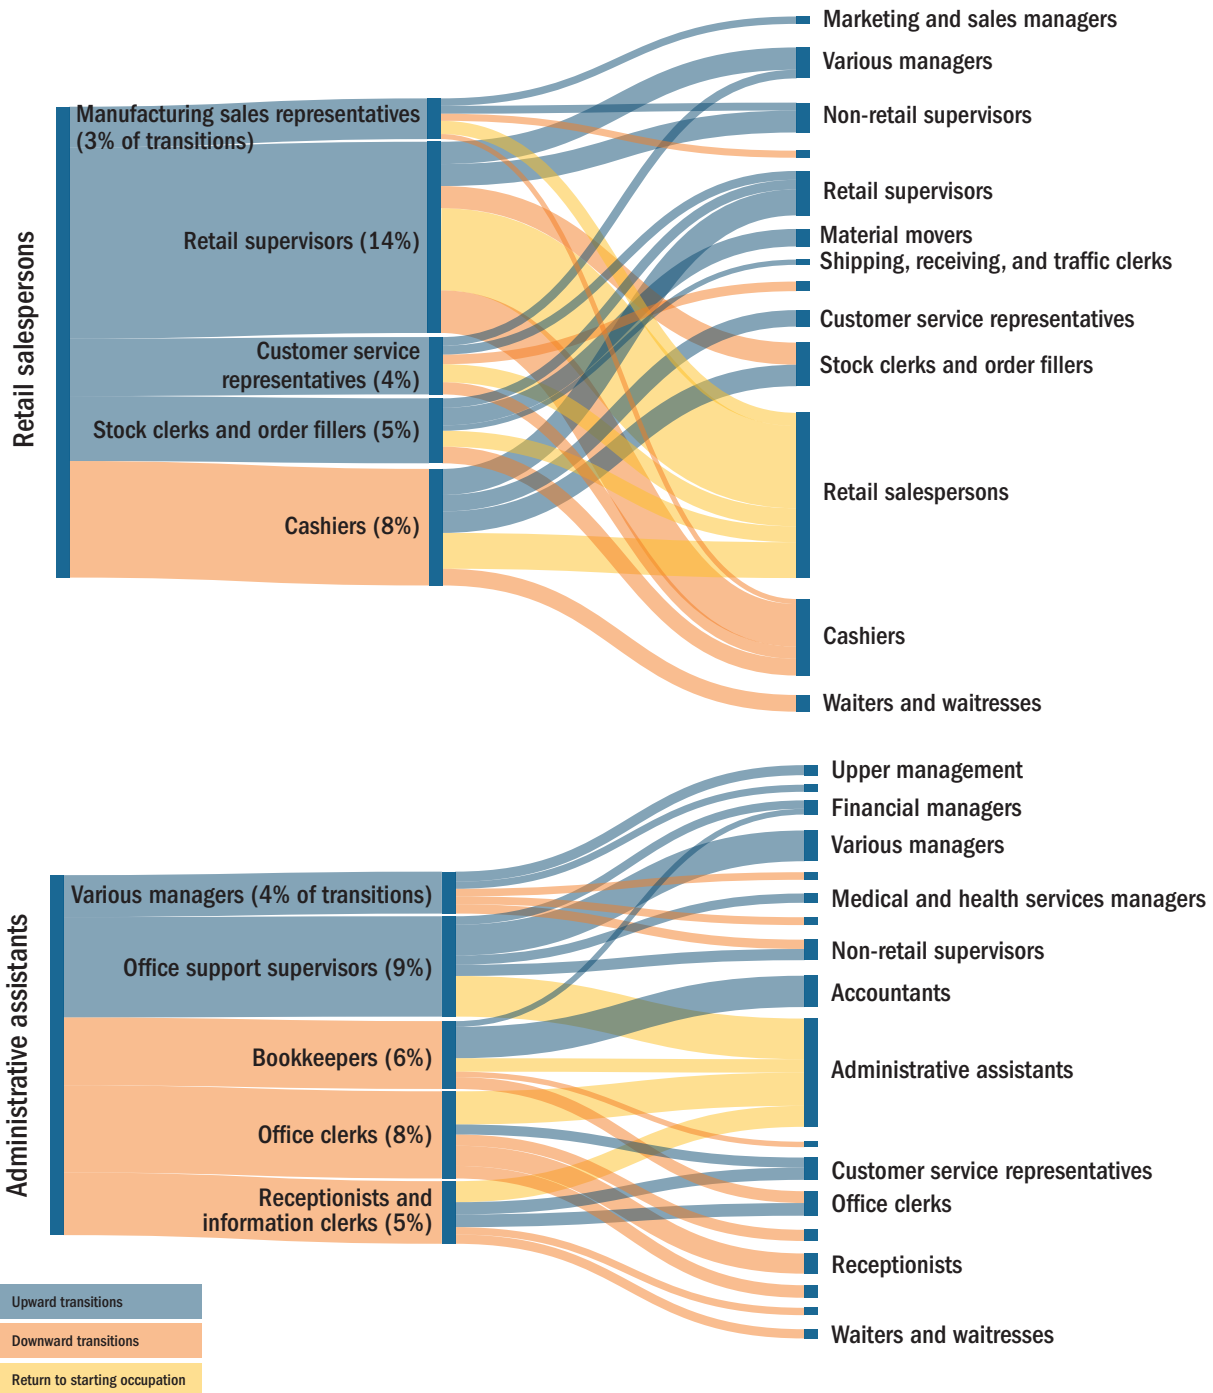 Retail salespersons
Manufacturing sales representatives
(3% of transitions)
Retail supervisors (14%)
Customer service
representatives (4%)
Stock clerks and order fillers (5%)
Cashiers (8%)
Marketing and sales managers
Various managers
Non-retail supervisors
Retail supervisors
Material movers
Shipping, receiving, and traffic clerks
Customer service representatives
Stock clerks and order fillers
Retail salespersons
Cashiers
Waiters and waitresses
Administrative assistants
Various managers (4% of transitions)
Office support supervisors (9%)
Bookkeepers (6%)
Office clerks (8%)
Receptionists and
information clerks (5%)
Upper management
Financial managers
Various managers
Medical and health services managers
Non-retail supervisors
Accountants
Administrative assistants
Customer service representatives
Office clerks
Receptionists
Waiters and waitresses
Upward transitions
Downward transitions
Return to starting occupation